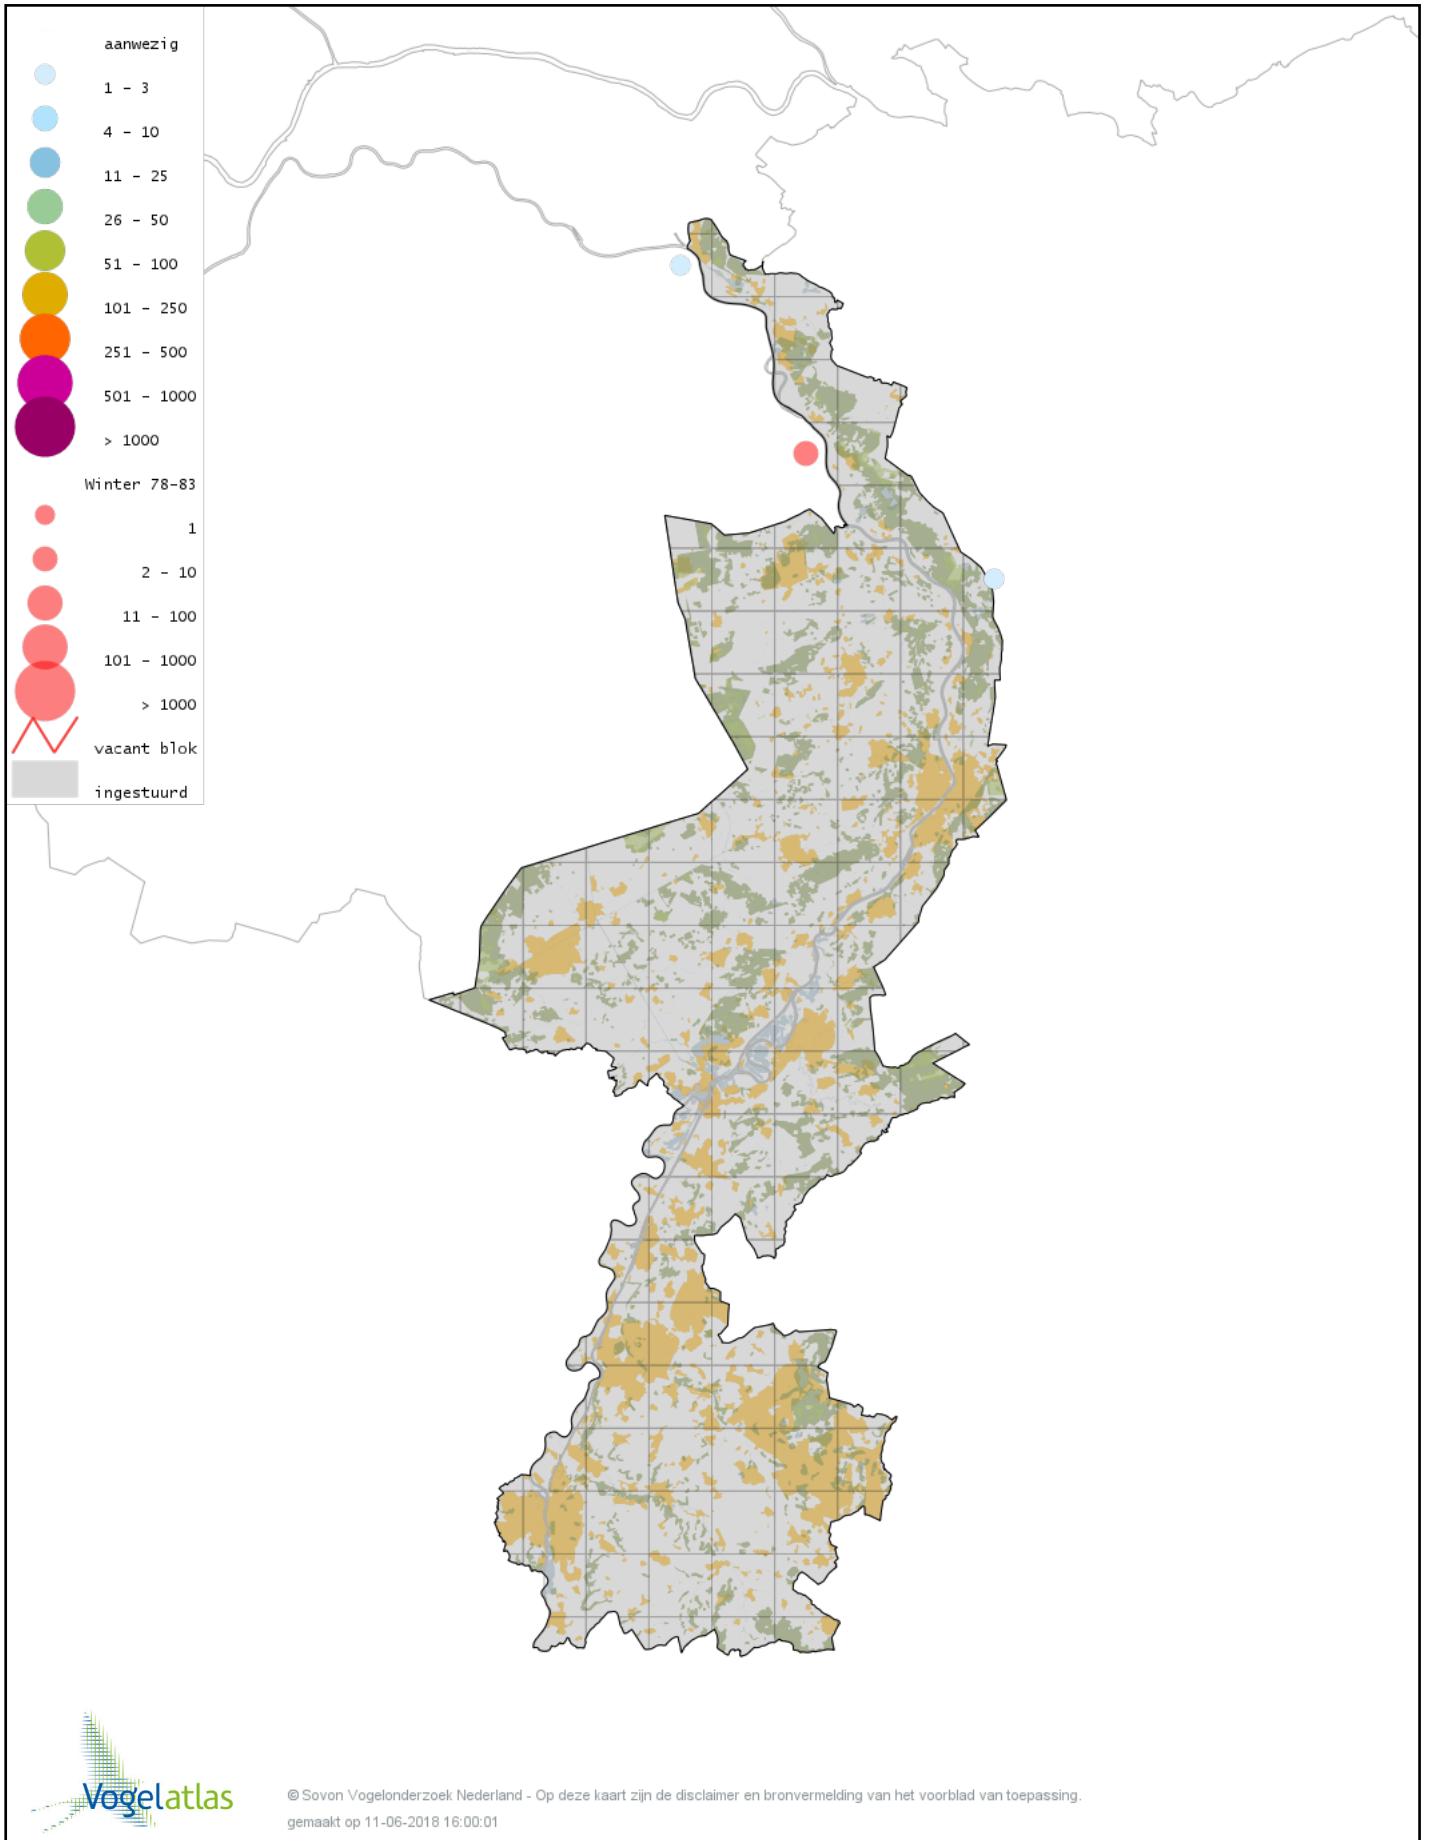 aanwezig
1 - 3
4 - 10
11 - 25
26 - 50
51 - 100
101 - 250
251 - 500
501 - 1000
> 1000
Winter 78-83
1
2 - 10
11 - 100
101 - 1000
> 1000
vacant blok
ingestuurd
Vogelatlas
© Sovon Vogelonderzoek Nederland - Op deze kaart zijn de disclaimer en bronvermelding van het voorblad van toepassing.
gemaakt op 11-06-2018 16:00:01